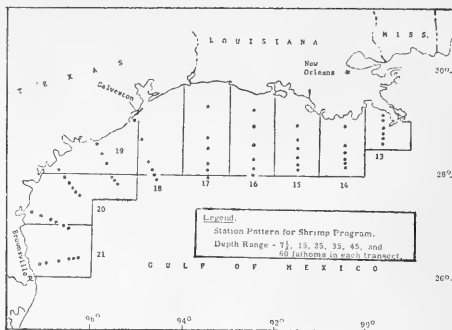 MISS.
LOUISIANA
TEXAS
New
Orleans
30°
Galveston
19
13
28°
18
17
16
15
14
20
Legend.
Station Pattern for Shrimp Program.
Depth Range - 7½, 15, 25, 35, 45, and
60 fathoms in each transect.
Brownsville
21
GULF OF MEXICO
26°
96°
94°
92°
90°